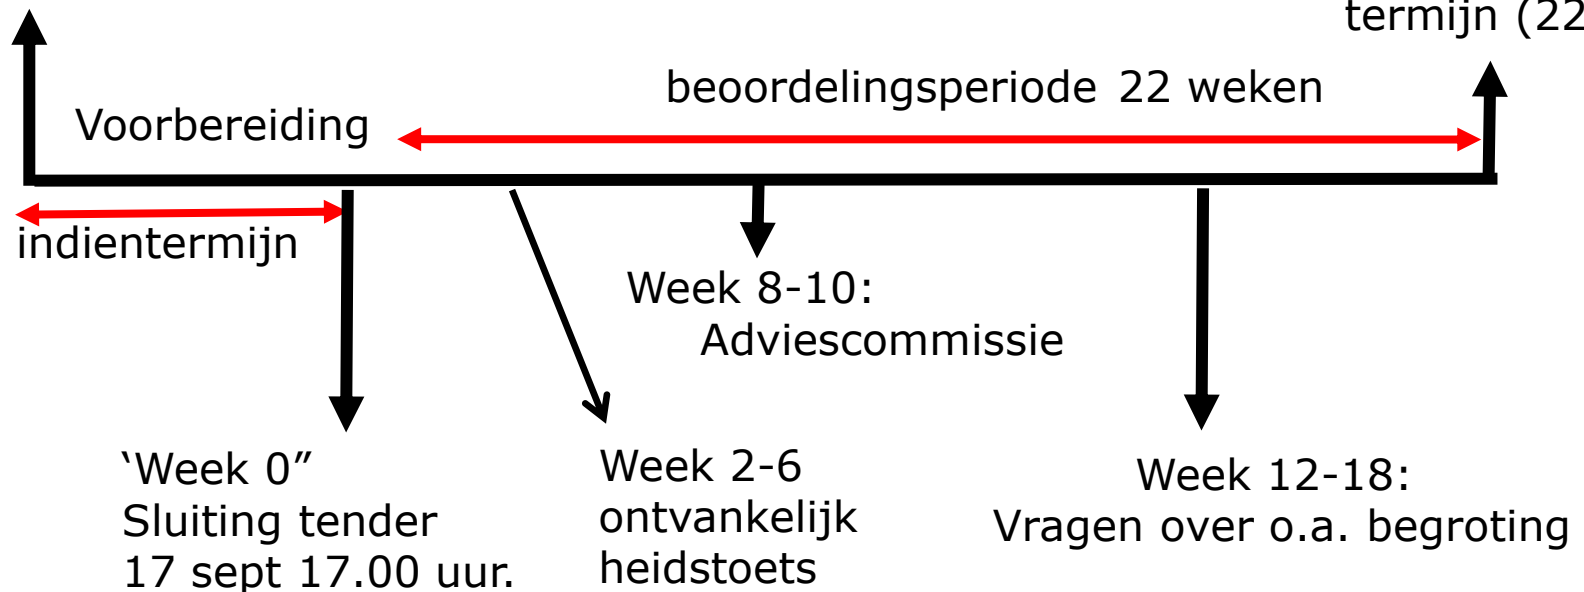 termijn (22
beoordelingsperiode 22 weken
Voorbereiding
indientermijn
Week 8-10:
Adviescommissie
‘Week 0”
Sluiting tender
17 sept 17.00 uur.
Week 2-6
ontvankelijk
heidstoets
Week 12-18:
Vragen over o.a. begroting